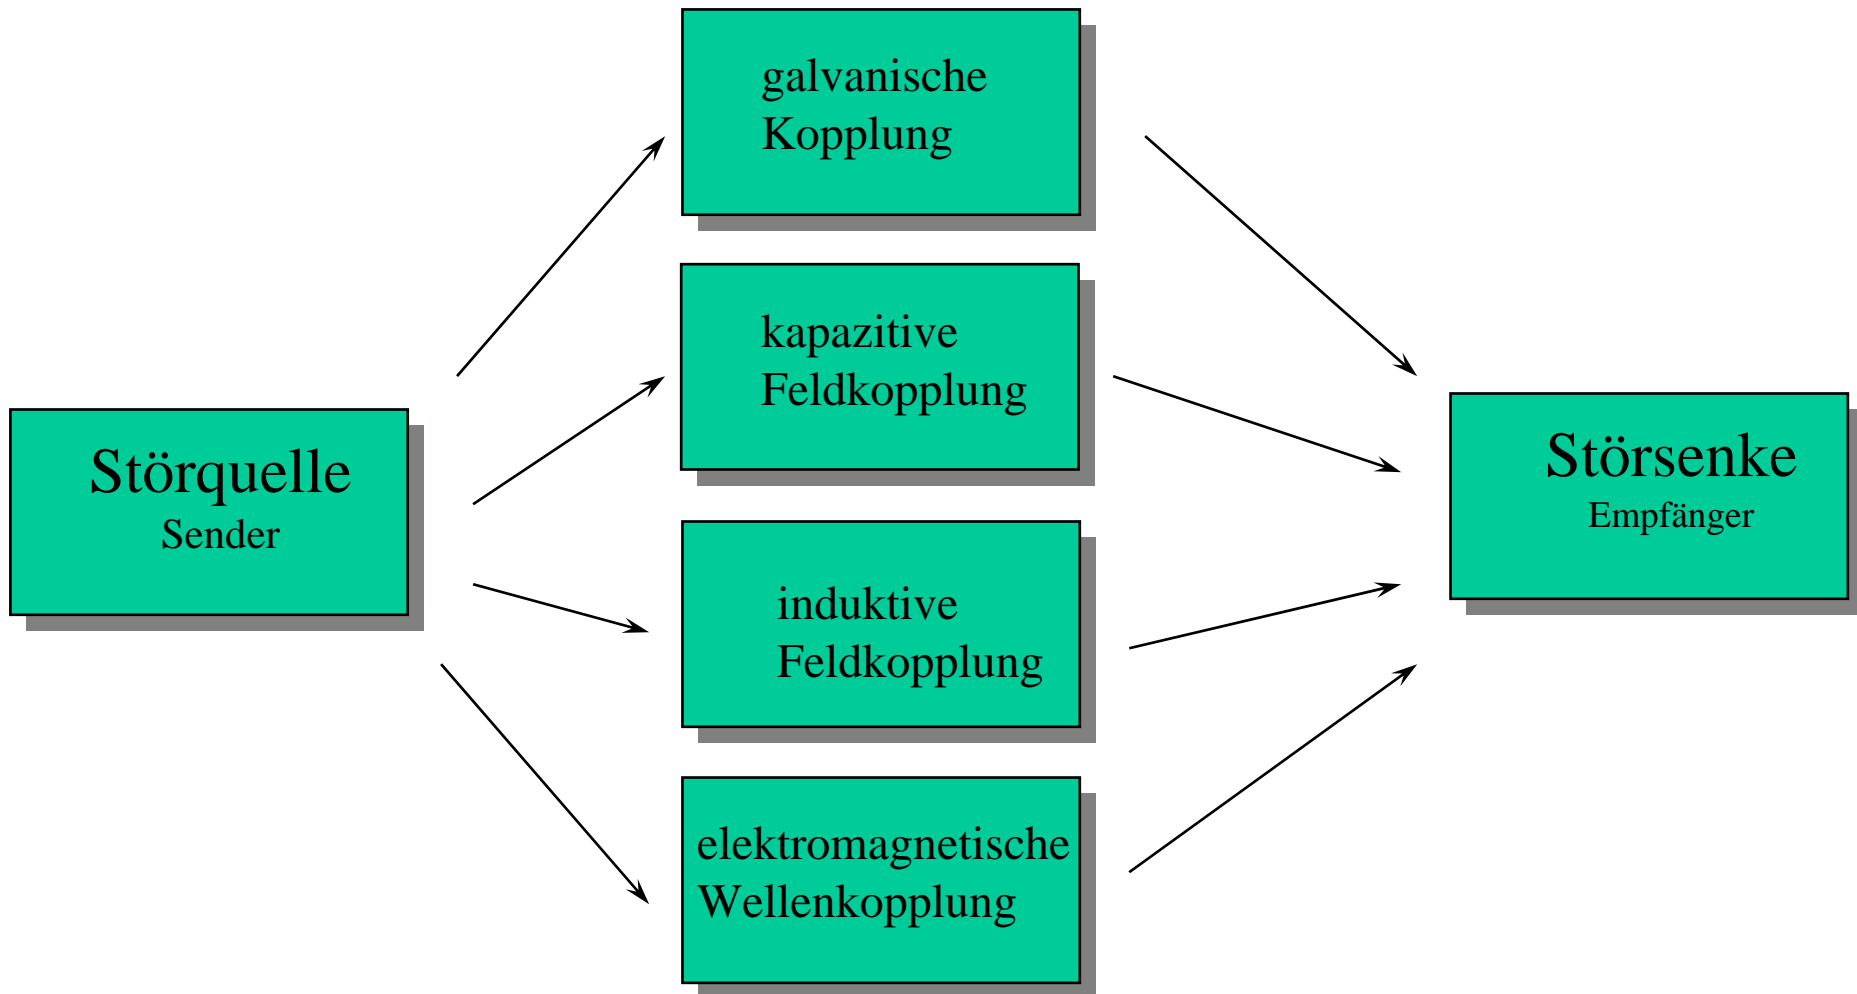 galvanische
Kopplung
kapazitive
Feldkopplung
Störquelle
Sender
Störsenke
Empfänger
induktive
Feldkopplung
elektromagnetische
Wellenkopplung